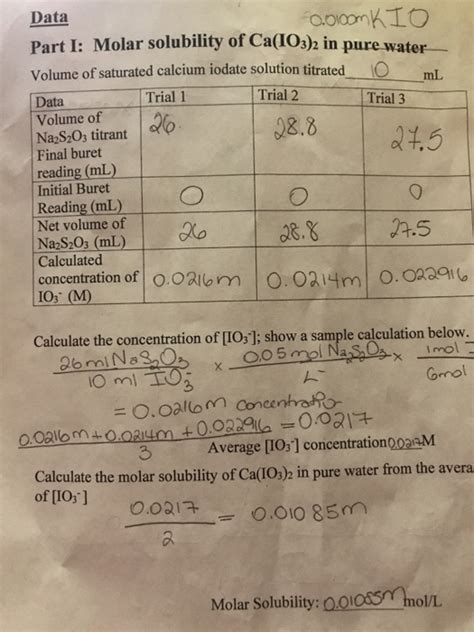 Data 0.0100m KIO
Part I: Molar solubility of Ca(IO3)2 in pure water
Volume of saturated calcium iodate solution titrated 10 mL
Data Trial 1 Trial 2 Trial 3
Volume of
Na2S2O3 titrant 26 28.8 27.5
Final buret
reading (mL)
Initial Buret
Reading (mL) 0 0 0
Net volume of
Na2S2O3 (mL) 26 28.8 27.5
Calculated
concentration of 0.0216m 0.0214m 0.022916
IO3- (M)
Calculate the concentration of [IO3-]; show a sample calculation below.
26ml Na2S2O3 x 0.05 mol Na2S2O3 x 1mol
10 ml IO3- L 6mol
= 0.0216M concentration
0.0216m + 0.0214m + 0.022916 = 0.0217
3 Average [IO3-] concentration 0.0217M
Calculate the molar solubility of Ca(IO3)2 in pure water from the avera
of [IO3-]
0.0217 = 0.01085m
2
Molar Solubility: 0.01085M mol/L